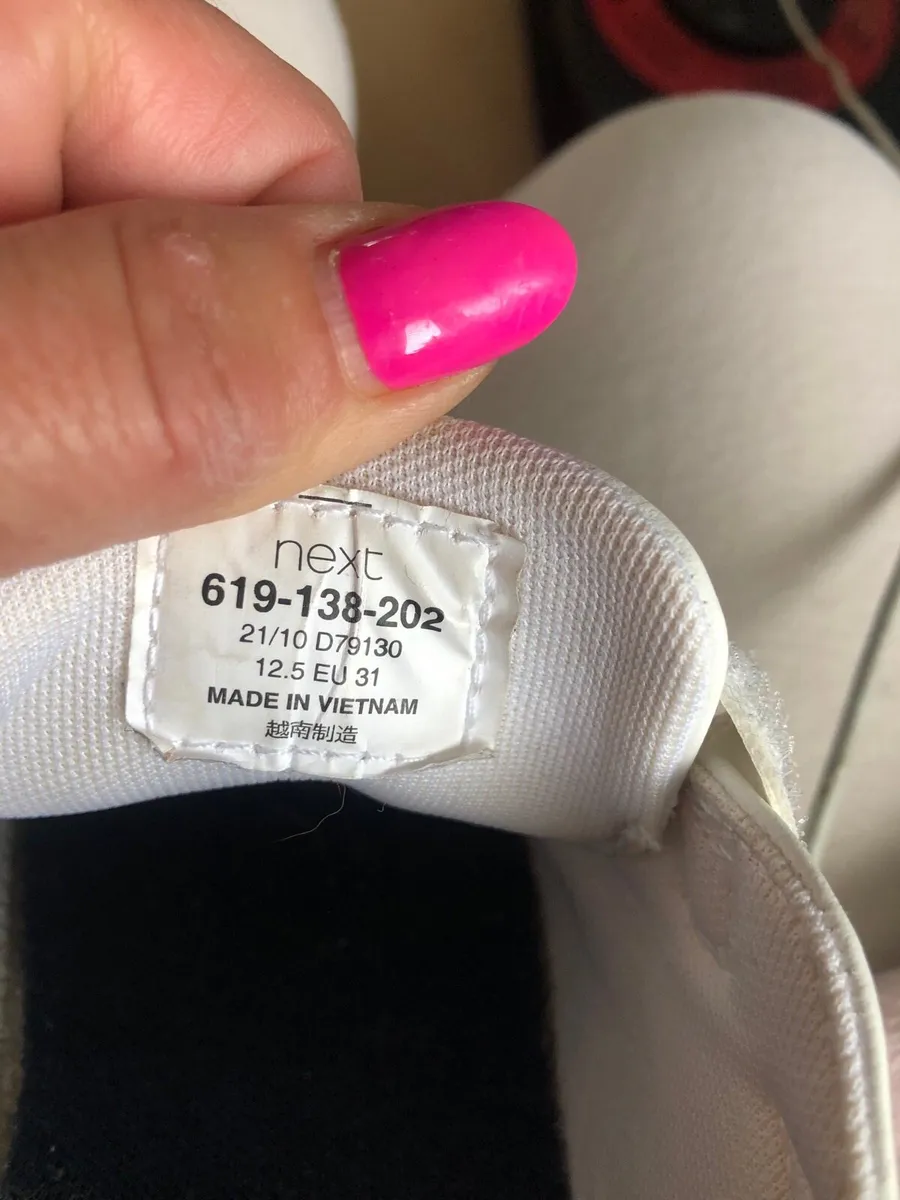 next
619-138-202
21/10 D79130
12.5 EU 31
MADE IN VIETNAM
越南制造